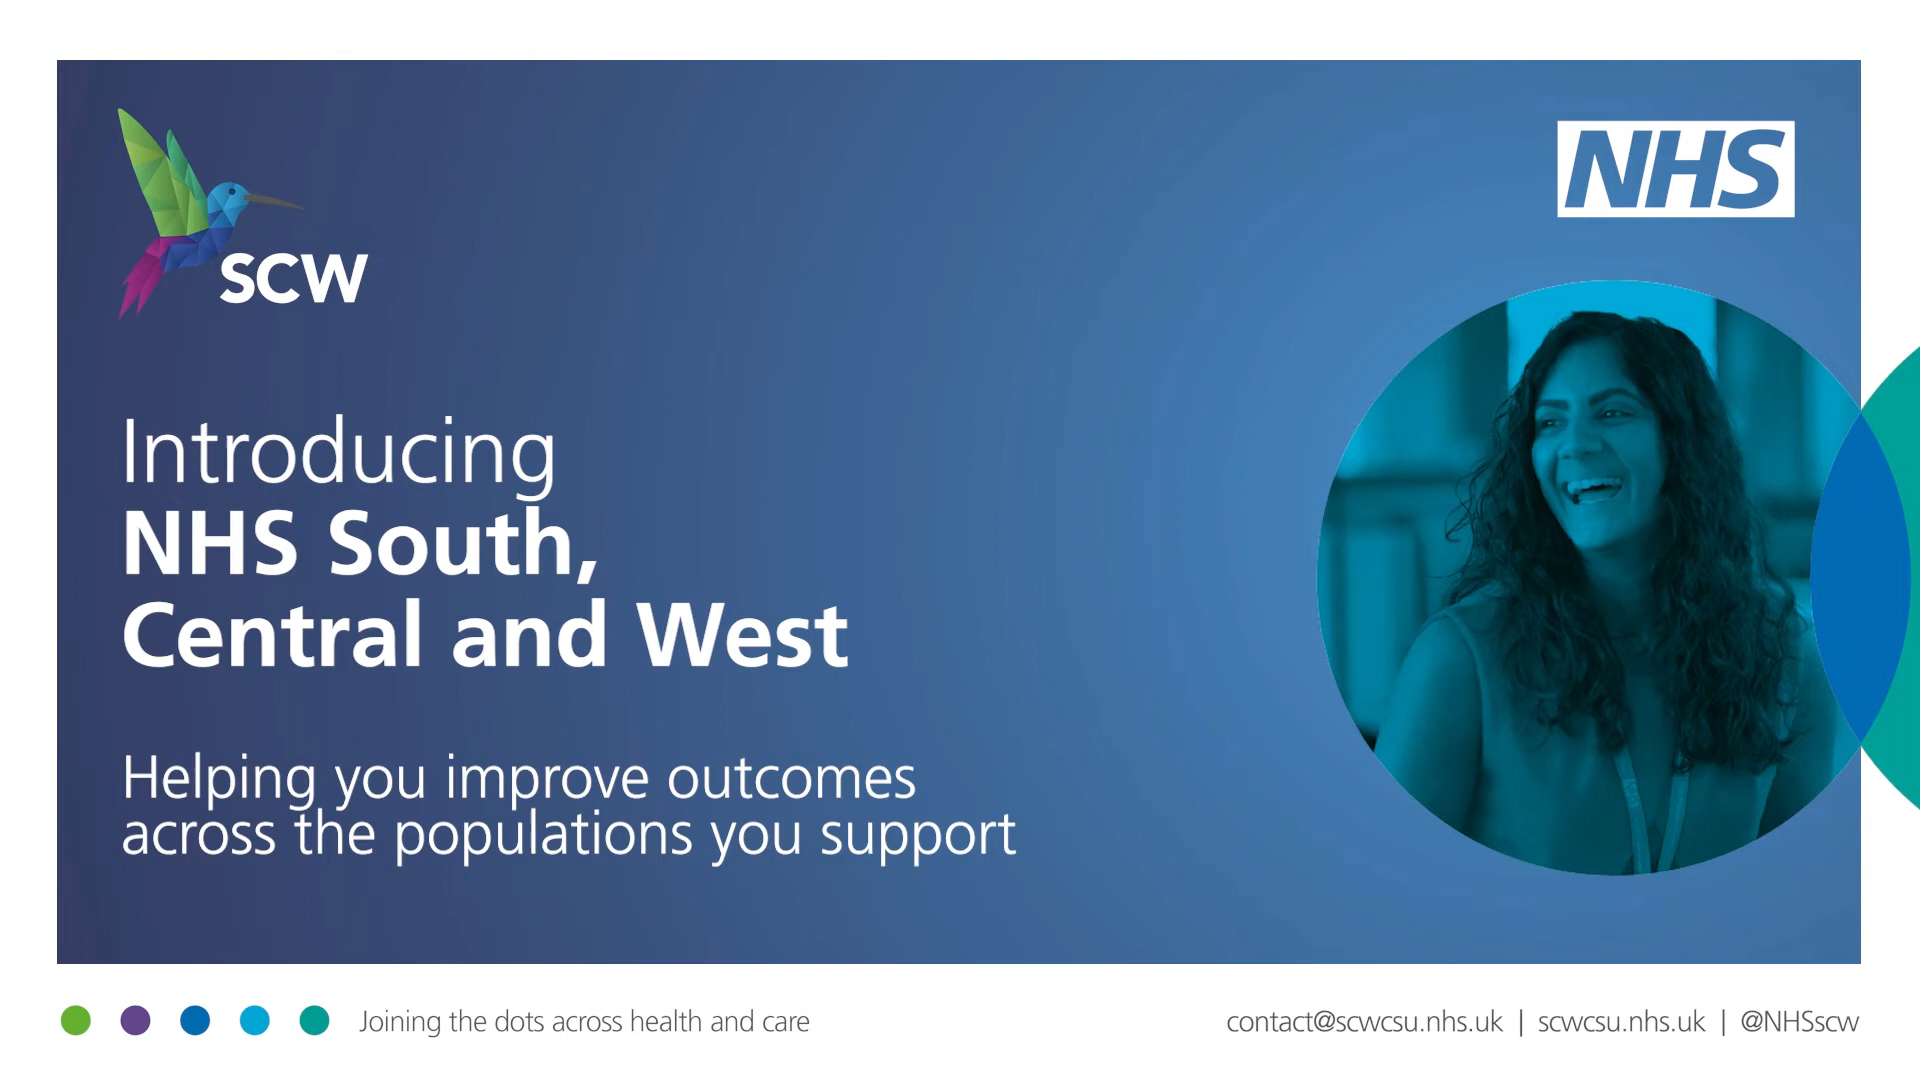 SCW
NHS
Introducing
NHS South,
Central and West
Helping you improve outcomes
across the populations you support
Joining the dots across health and care
contact@scwcsu.nhs.uk | scwcsu.nhs.uk | @NHSscw